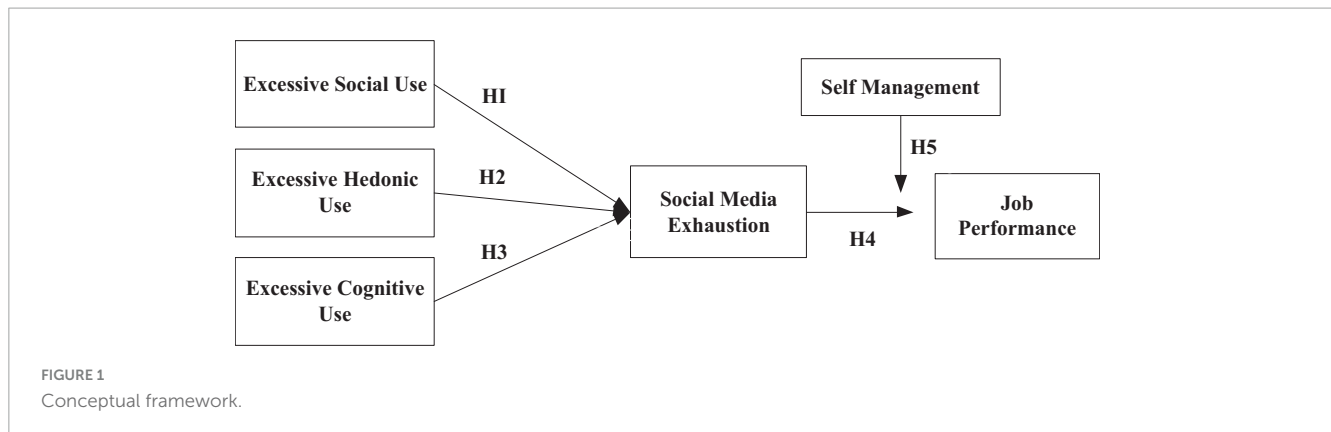 Excessive Social Use
HI
Self Management
H5
Excessive Hedonic
Use
H2
Social Media
Exhaustion
H4
Job
Performance
H3
Excessive Cognitive
Use
FIGURE 1
Conceptual framework.